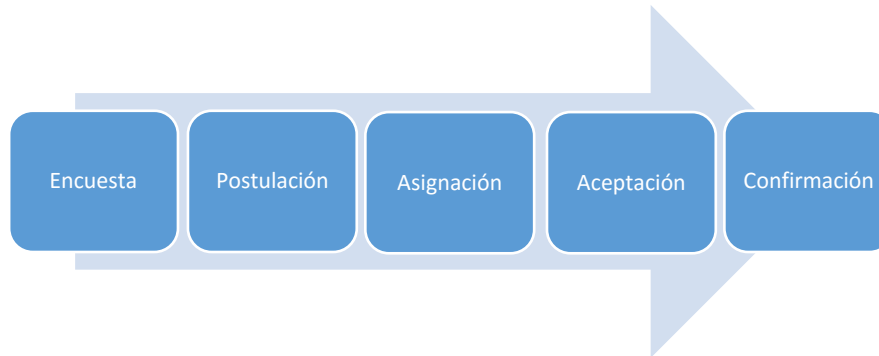 Encuesta
Postulación
Asignación
Aceptación
Confirmación